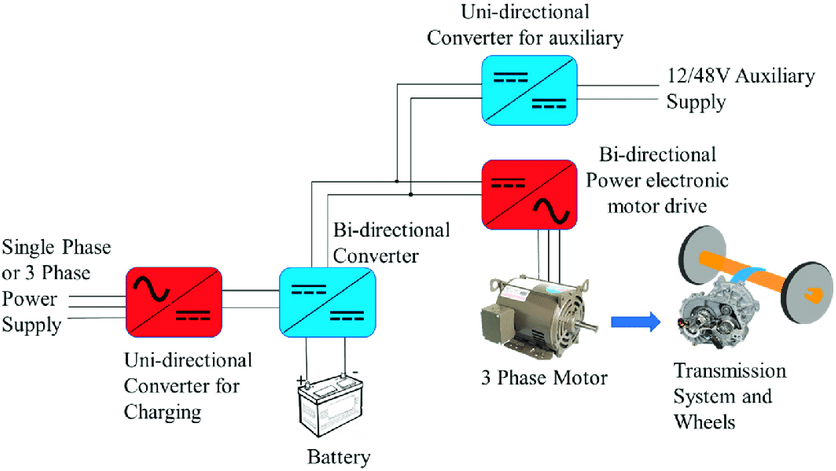 Uni-directional
Converter for auxiliary
12/48V Auxiliary
Supply
Bi-directional
Power electronic
motor drive
Bi-directional
Converter
Single Phase
or 3 Phase
Power
Supply
Uni-directional
Converter for
Charging
+ -
Battery
3 Phase Motor
Transmission
System and
Wheels